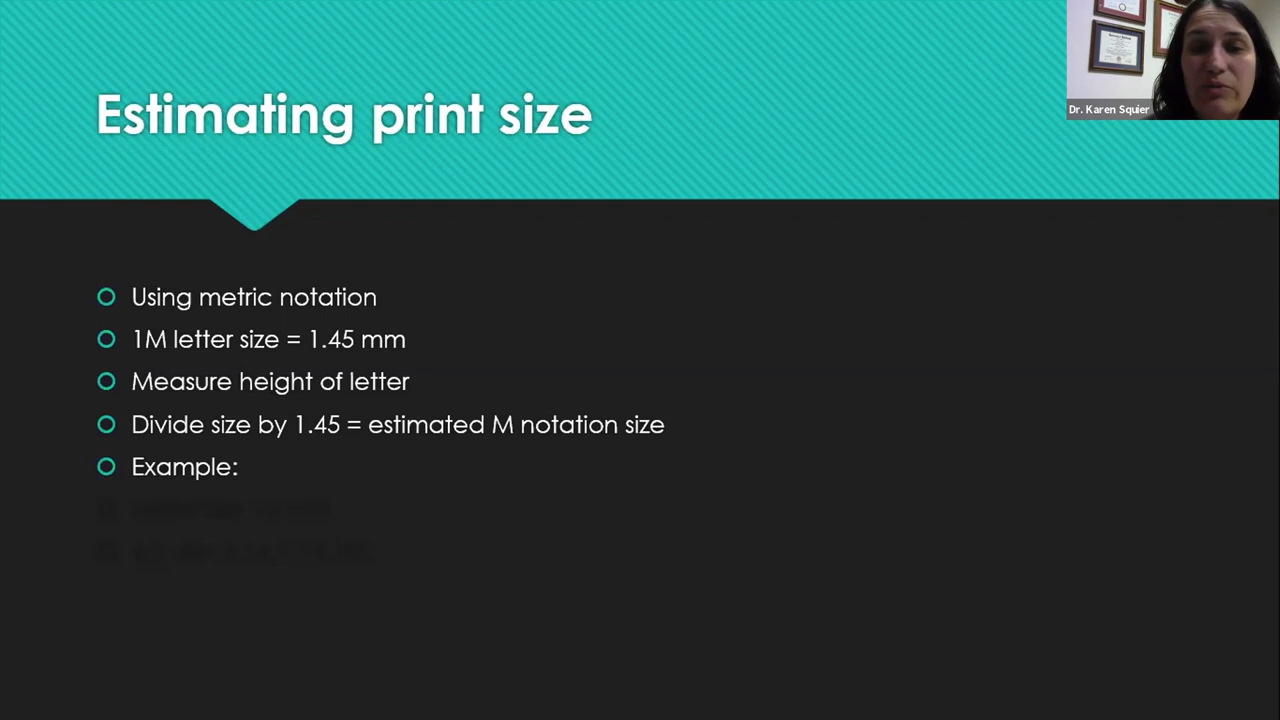 Estimating print size
Dr. Karen Squier
Using metric notation
1M letter size = 1.45 mm
Measure height of letter
Divide size by 1.45 = estimated M notation size
Example: